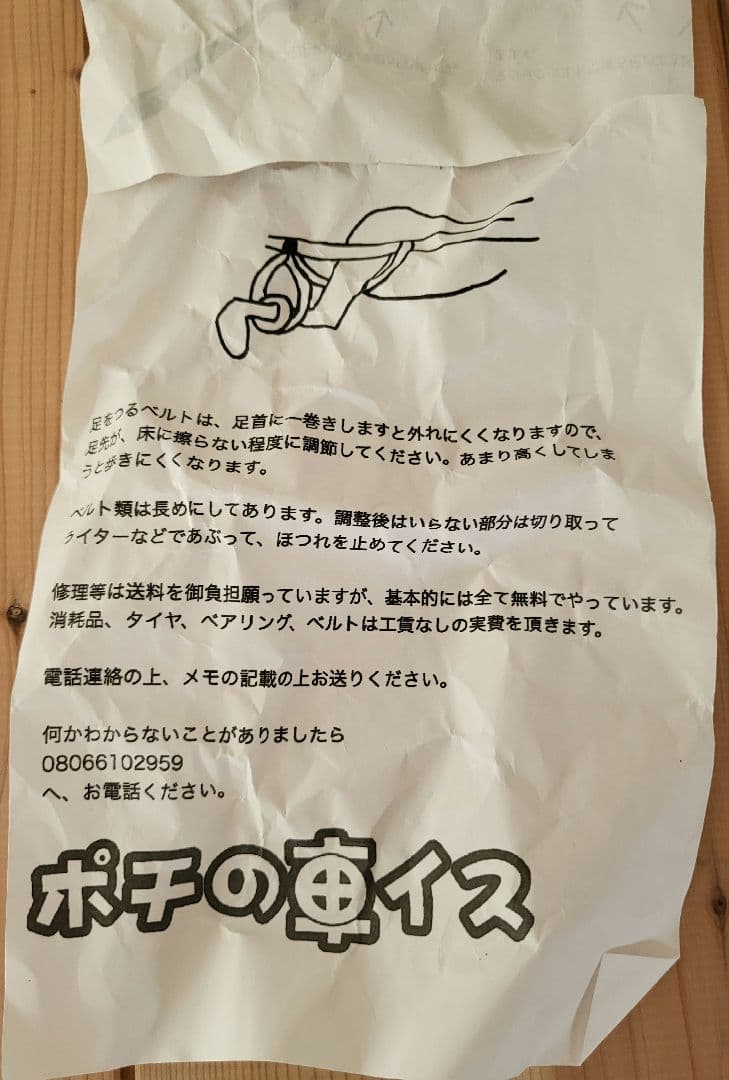 足をつるベルトは、足首に一巻きしますと外れにくくなりますので、
足先が、床に擦らない程度に調節してください。あまり高くしてしま
うと歩きにくくなります。
ベルト類は長めにしてあります。調整後はいらない部分は切り取って
ライターなどであぶって、ほつれを止めてください。
修理等は送料を御負担願っていますが、基本的には全て無料でやっています。
消耗品、タイヤ、ベアリング、ベルトは工賃なしの実費を頂きます。
電話連絡の上、メモの記載の上お送りください。
何かわからないことがありましたら
08066102959
へ、お電話ください。
ポチの車イス